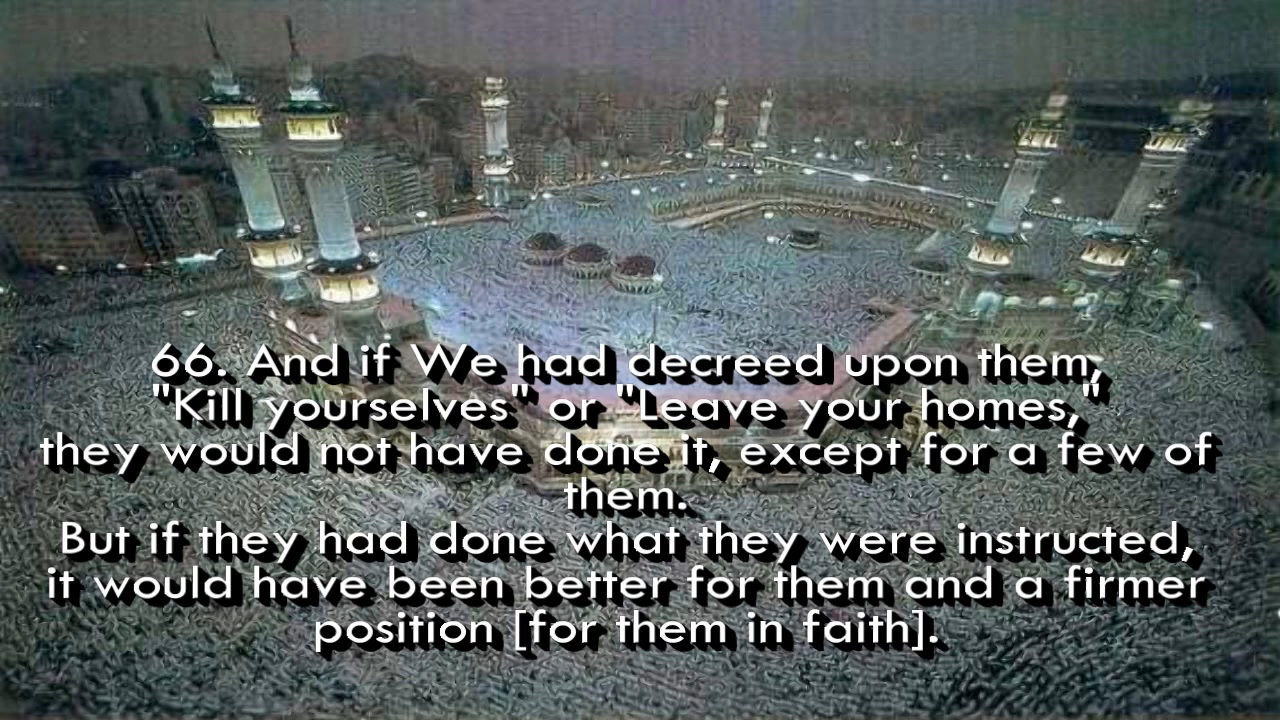 66. And if We had decreed upon them,
"Kill yourselves" or "Leave your homes,"
they would not have done it, except for a few of
them.
But if they had done what they were instructed,
it would have been better for them and a firmer
position [for them in faith].